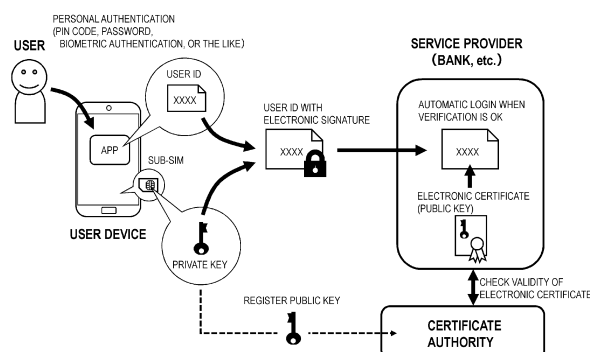 PERSONAL AUTHENTICATION
(PIN CODE, PASSWORD,
BIOMETRIC AUTHENTICATION, OR THE LIKE)
USER
USER ID
XXXX
APP
SUB-SIM
USER DEVICE
PRIVATE KEY
USER ID WITH
ELECTRONIC SIGNATURE
XXXX
SERVICE PROVIDER
(BANK, etc.)
AUTOMATIC LOGIN WHEN
VERIFICATION IS OK
XXXX
ELECTRONIC CERTIFICATE
(PUBLIC KEY)
CHECK VALIDITY OF
ELECTRONIC CERTIFICATE
REGISTER PUBLIC KEY
CERTIFICATE
AUTHORITY